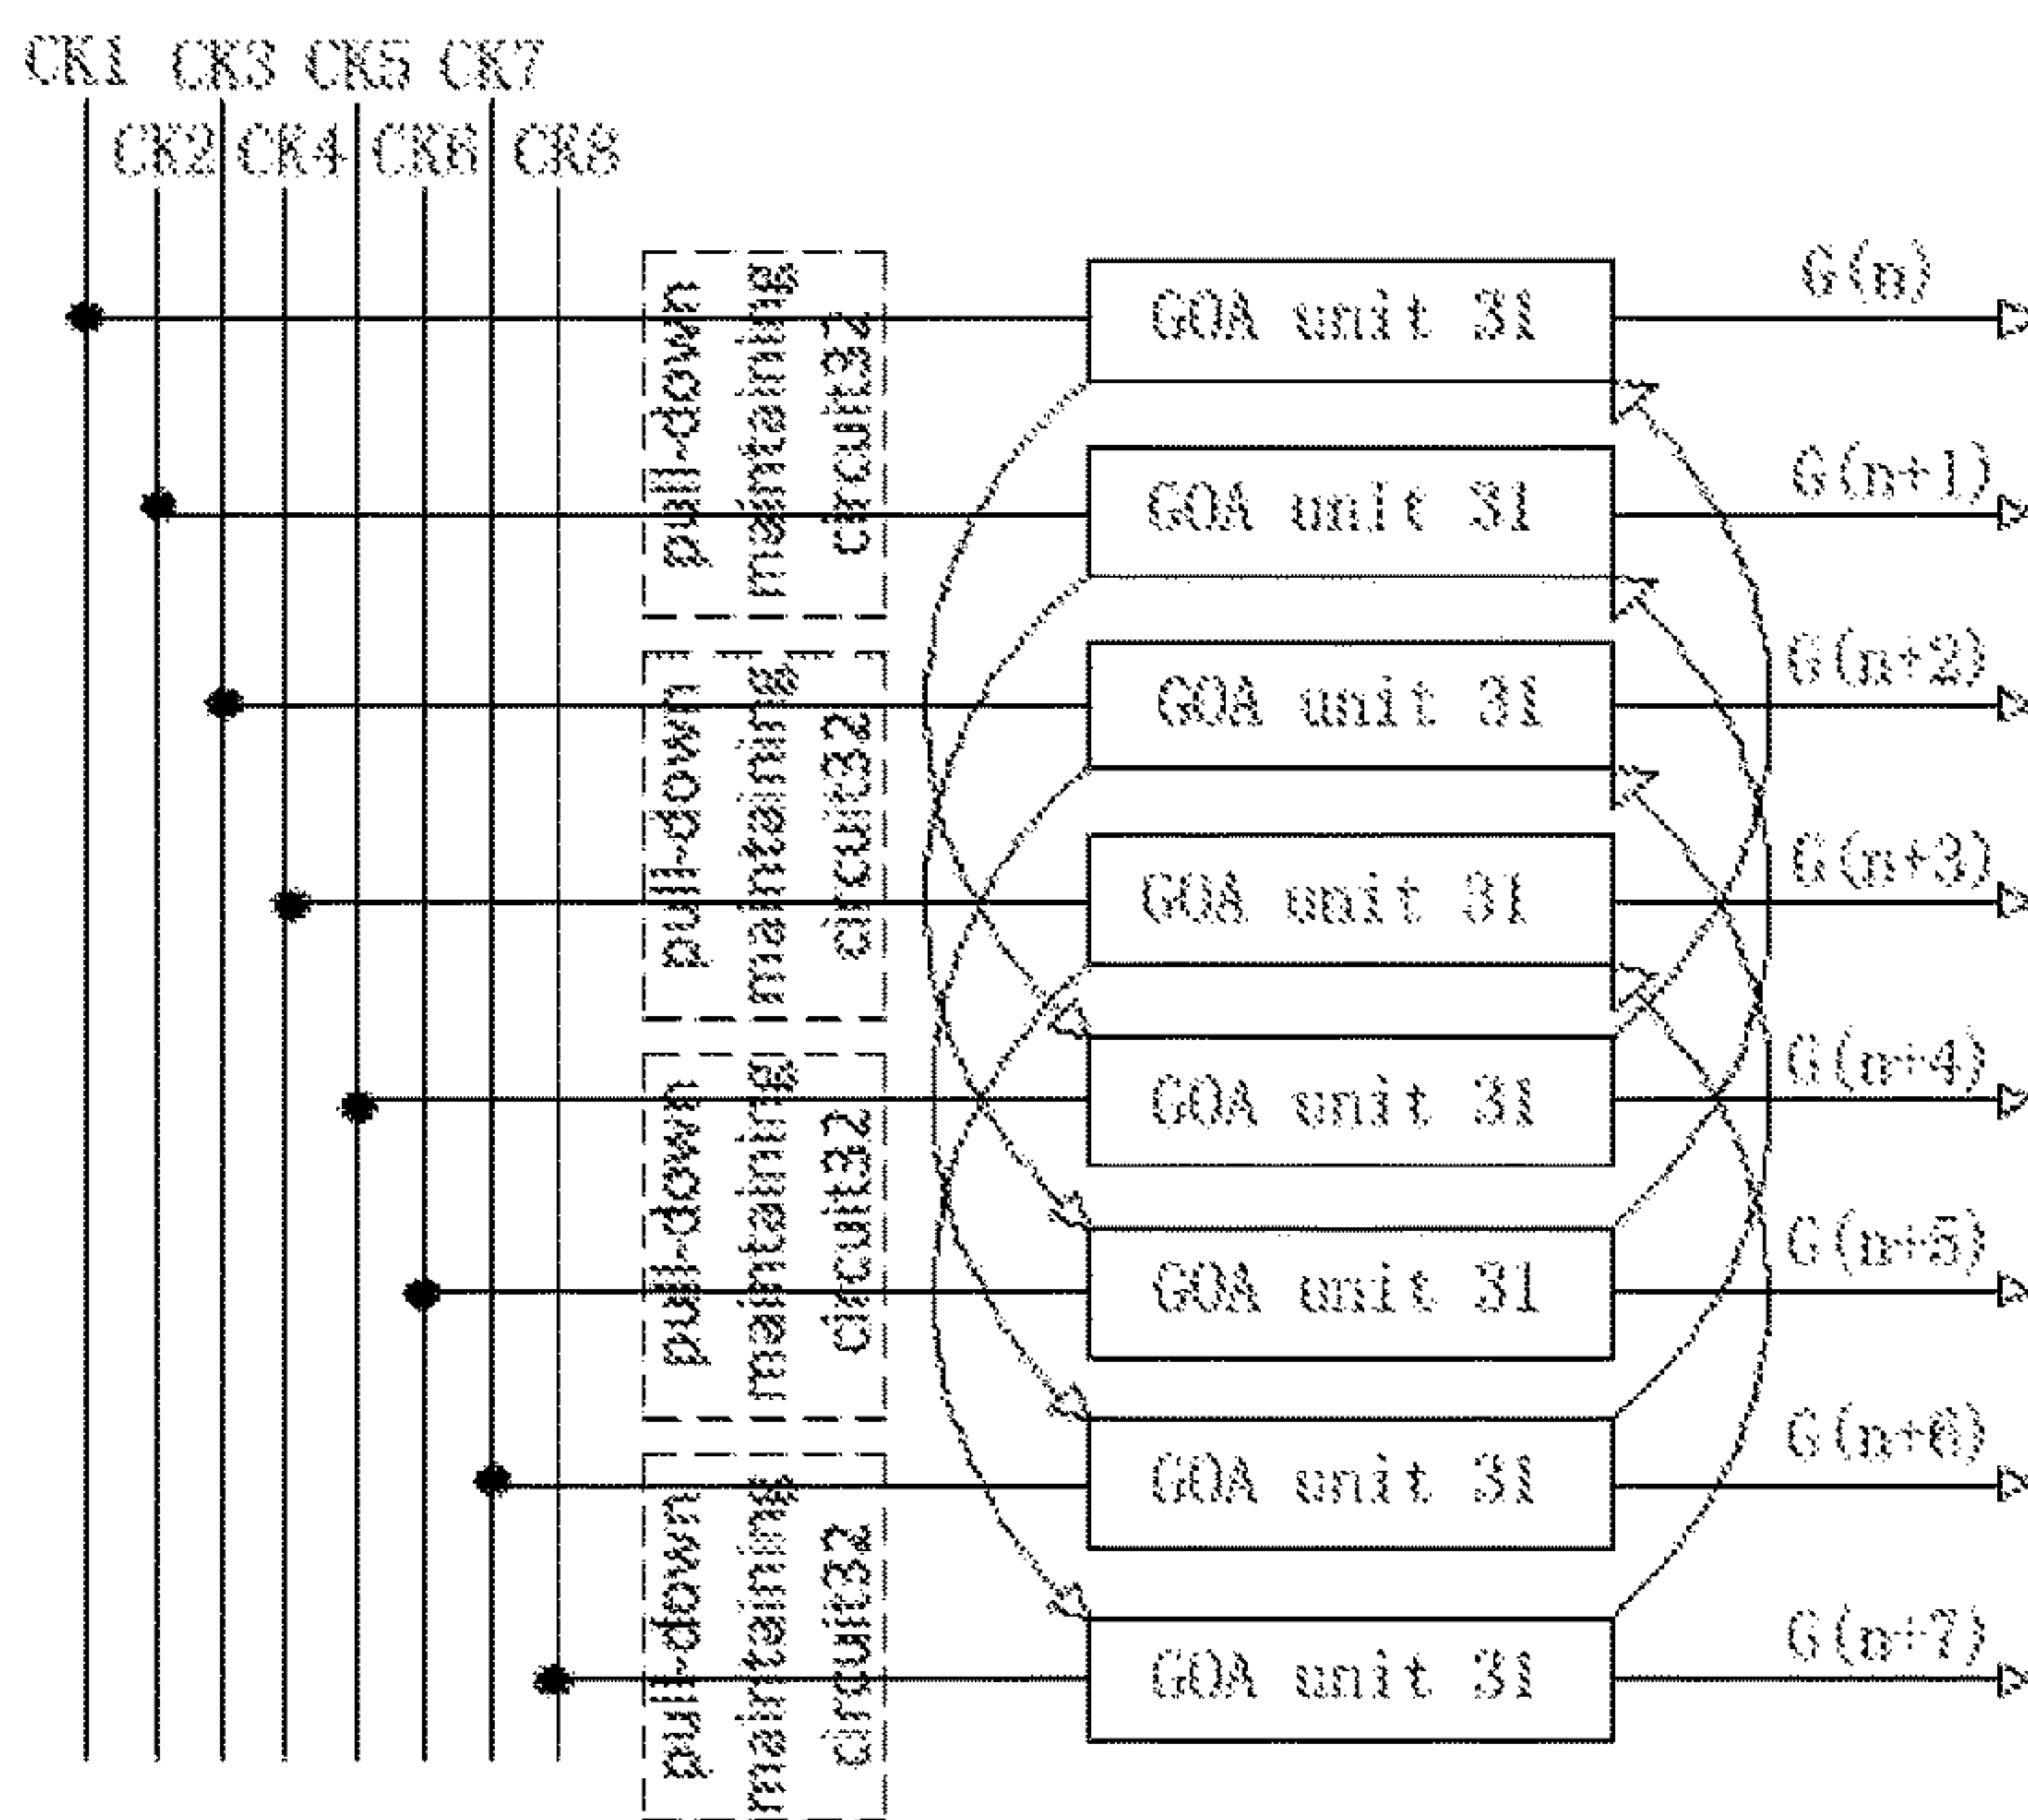 CK1 CK3 CK5 CK7
CK2 CK4 CK6 CK8
pull-down
maintaining
circuit32
pull-down
maintaining
circuit32
pull-down
maintaining
circuit32
pull-down
maintaining
circuit32
GOA unit 31
G(n)
GOA unit 31
G(n+1)
GOA unit 31
G(n+2)
GOA unit 31
G(n+3)
GOA unit 31
G(n+4)
GOA unit 31
G(n+5)
GOA unit 31
G(n+6)
GOA unit 31
G(n+7)